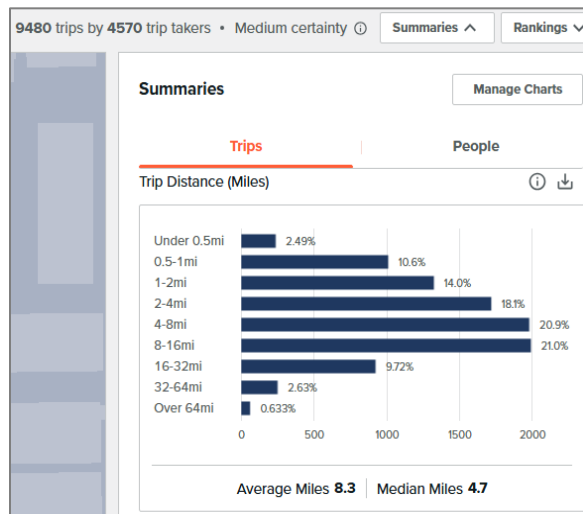 9480 trips by 4570 trip takers • Medium certainty ⓘ Summaries Rankings
Summaries
Manage Charts
Trips
People
Trip Distance (Miles)
Under 0.5mi 2.49%
0.5-1mi 10.6%
1-2mi 14.0%
2-4mi 18.1%
4-8mi 20.9%
8-16mi 21.0%
16-32mi 9.72%
32-64mi 2.63%
Over 64mi 0.633%
0 500 1000 1500 2000
Average Miles 8.3 | Median Miles 4.7